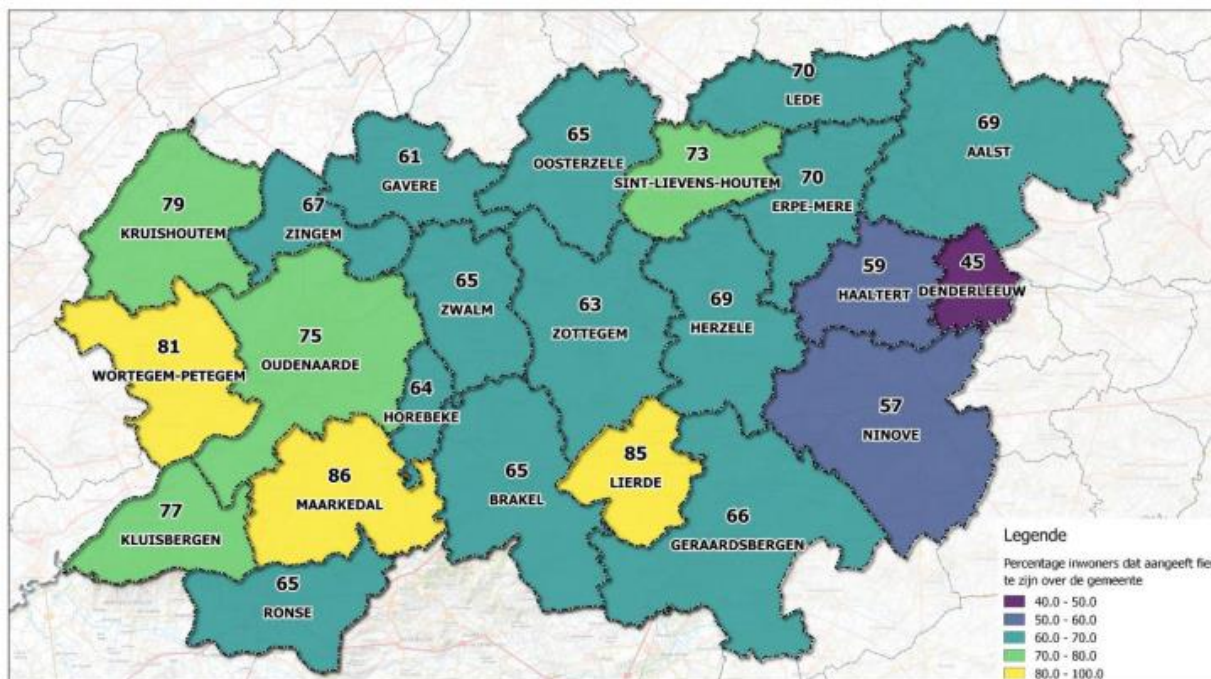 70
LEDE
69
AALST
65
OOSTERZELE
73
SINT-LIEVENS-HOUTEM
61
GAVERE
70
ERPE-MERE
79
KRUISHOUTEM
67
ZINGEM
59
HAALTERT
45
DENDERLEEUW
65
ZWALM
63
ZOTTEGEM
69
HERZELE
75
OUDENAARDE
81
WORTEGEM-PETEGEM
64
HOREBEKE
57
NINOVE
86
MAARKEDAL
65
BRAKEL
85
LIERDE
77
KLUISBERGEN
66
GERAARDSBERGEN
65
RONSE
Legende
Percentage inwoners dat aangeeft fie
te zijn over de gemeente
40.0 - 50.0
50.0 - 60.0
60.0 - 70.0
70.0 - 80.0
80.0 - 100.0